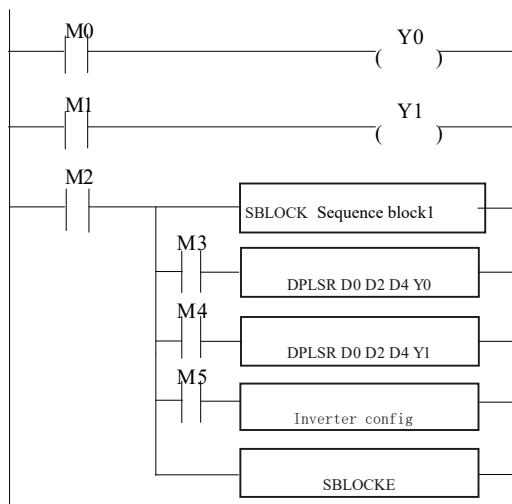 M0
Y0
( )
M1
Y1
( )
M2
SBLOCK Sequence block1
M3
DPLSR D0 D2 D4 Y0
M4
DPLSR D0 D2 D4 Y1
M5
Inverter config
SBLOCKE